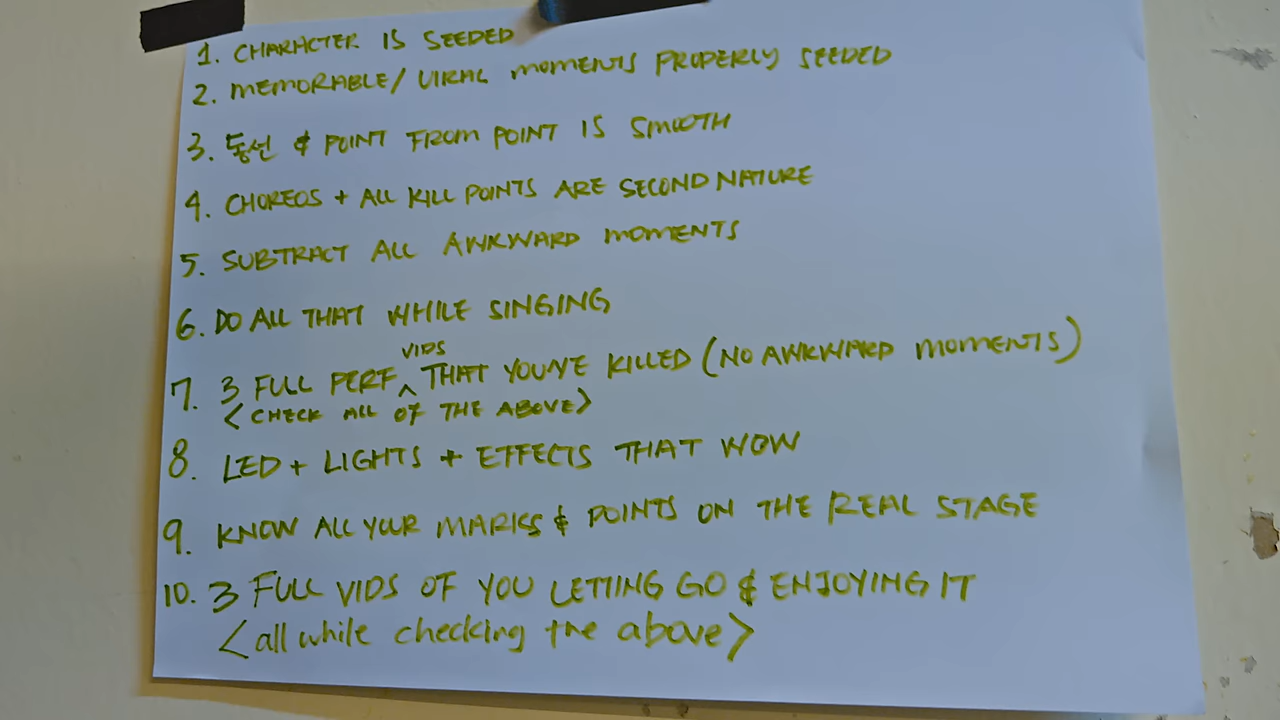 1. CHARACTER IS SEEDED
2. MEMORABLE/ VIRAL MOMENTS PROPERLY SEEDED
3. 동선 & POINT FROM POINT IS SMOOTH
4. CHOREOS + ALL KILL POINTS ARE SECOND NATURE
5. SUBTRACT ALL AWKWARD MOMENTS
6. DO ALL THAT WHILE SINGING
7. 3 FULL PERF ^ VIDS THAT YOU'VE KILLED (NO AWKWARD MOMENTS)
<CHECK ALL OF THE ABOVE>
8. LED + LIGHTS + EFFECTS THAT WOW
9. KNOW ALL YOUR MARKS & POINTS ON THE REAL STAGE
10. 3 FULL VIDS OF YOU LETTING GO & ENJOYING IT
<all while checking the above>